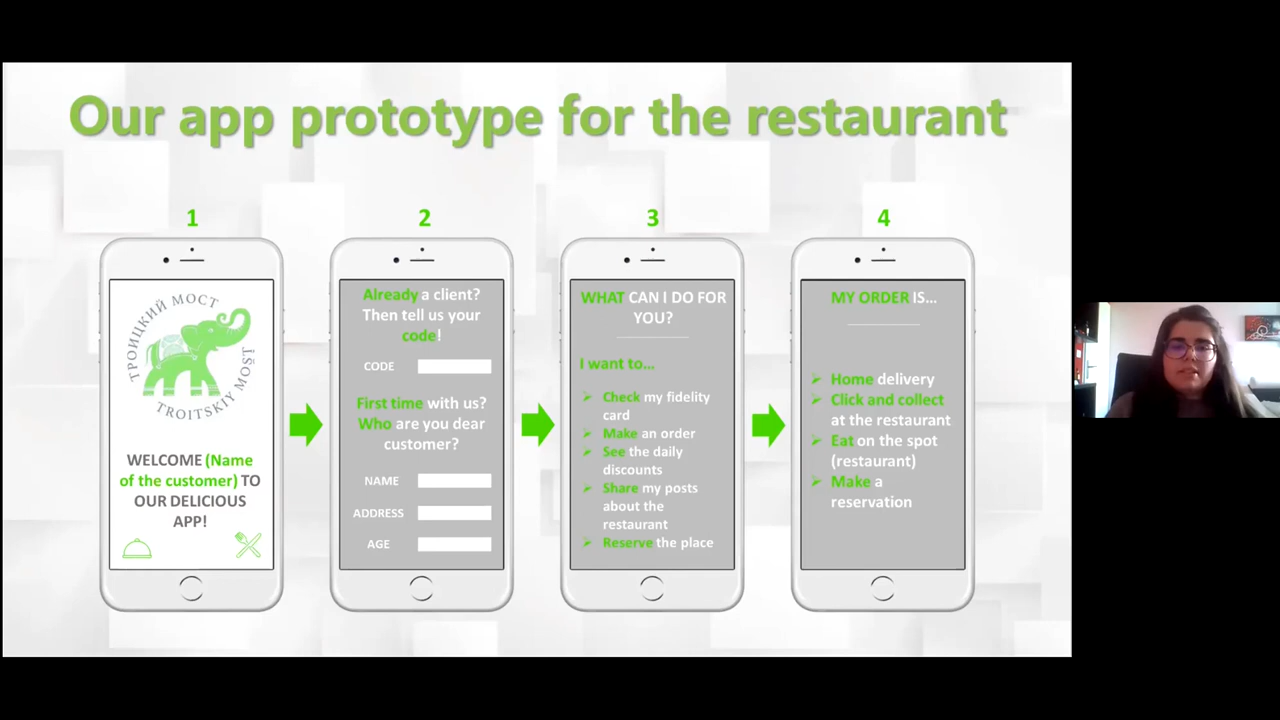 Our app prototype for the restaurant
1
ТРОИЦКИЙ МОСТ
TROITSKIY MOST
WELCOME (Name
of the customer) TO
OUR DELICIOUS
APP!
2
Already a client?
Then tell us your
code!
CODE
First time with us?
Who are you dear
customer?
NAME
ADDRESS
AGE
3
WHAT CAN I DO FOR
YOU?
I want to...
Check my fidelity
card
Make an order
See the daily
discounts
Share my posts
about the
restaurant
Reserve the place
4
MY ORDER IS...
Home delivery
Click and collect
at the restaurant
Eat on the spot
(restaurant)
Make a
reservation